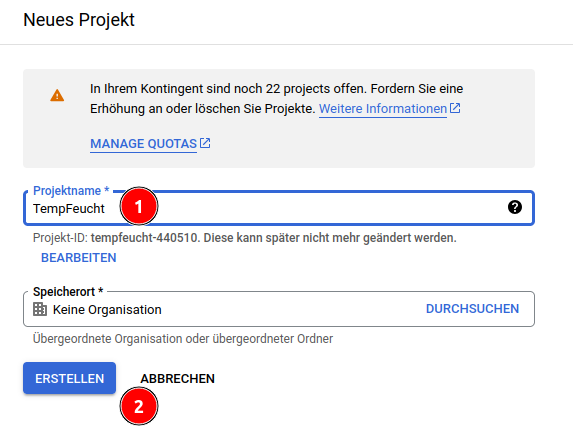 Neues Projekt
In Ihrem Kontingent sind noch 22 projects offen. Fordern Sie eine
Erhöhung an oder löschen Sie Projekte. Weitere Informationen
MANAGE QUOTAS
Projektname *
TempFeucht
1
Projekt-ID: tempfeucht-440510. Diese kann später nicht mehr geändert werden.
BEARBEITEN
Speicherort *
Keine Organisation
DURCHSUCHEN
Übergeordnete Organisation oder übergeordneter Ordner
ERSTELLEN
ABBRECHEN
2